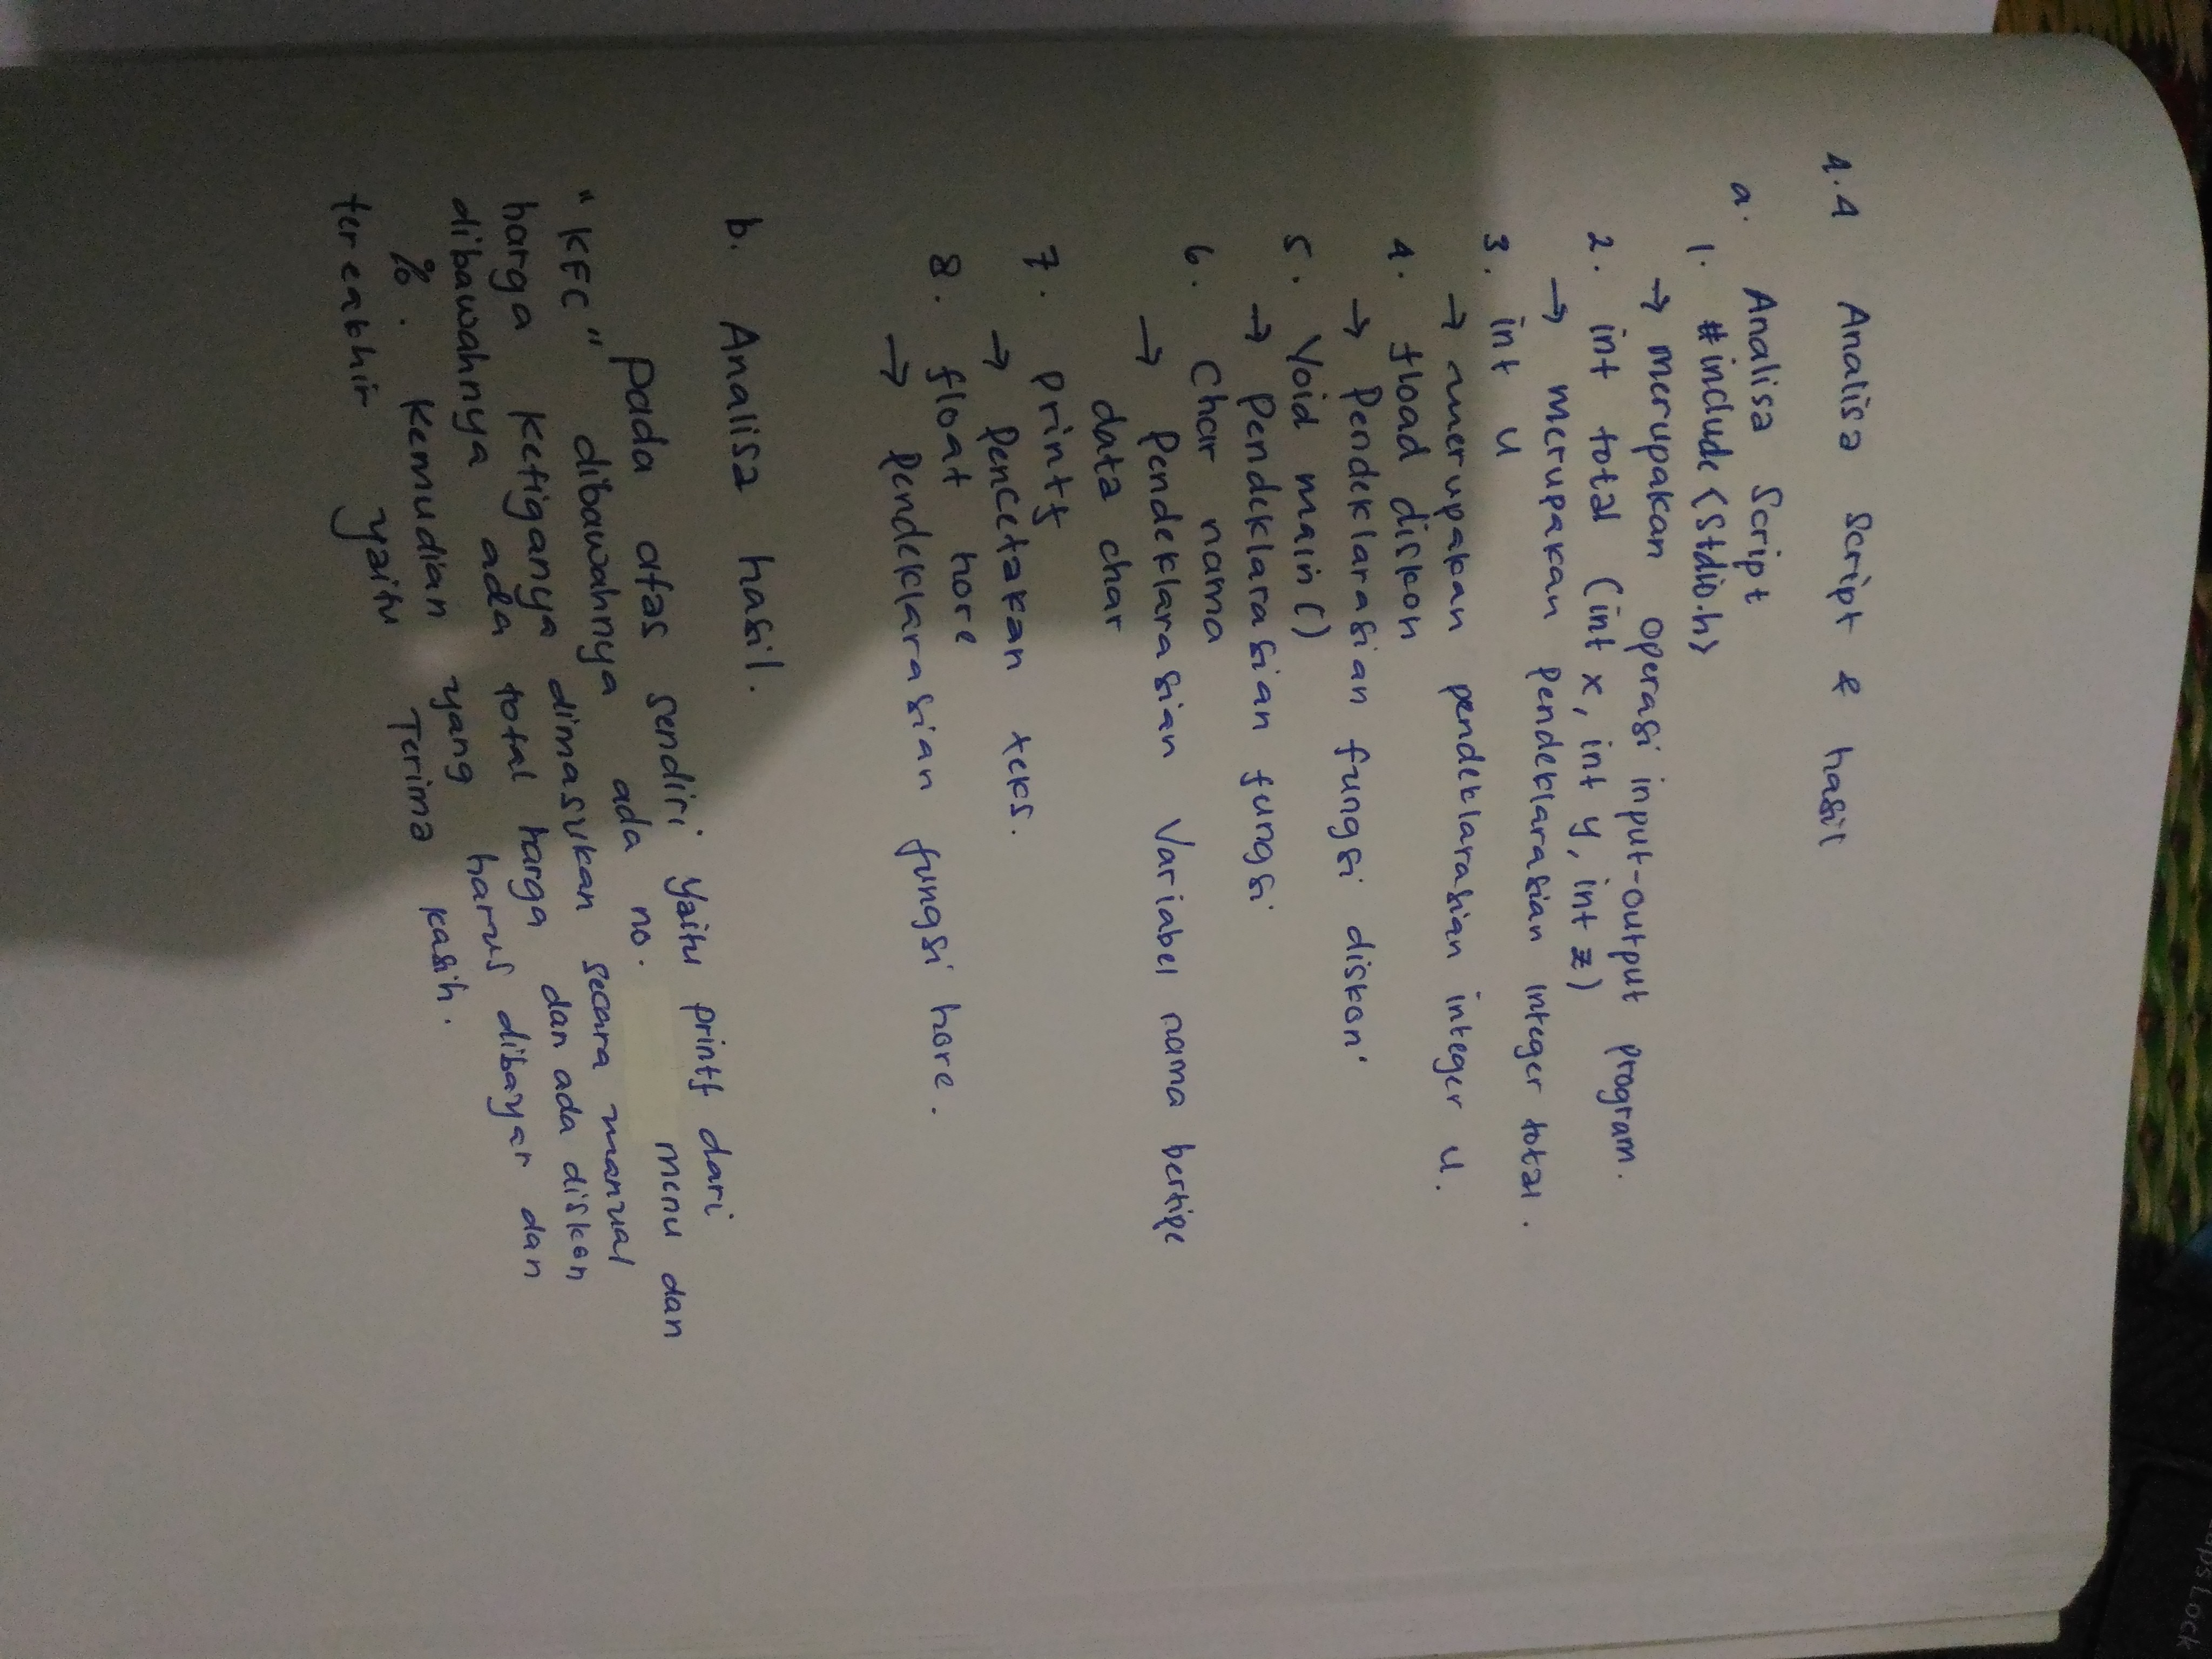 4.4 Analisa Script & hasil
a. Analisa Script
1. #include <stdio.h>
→ merupakan operasi input-output program.
2. int total (int x, int y, int z)
→ merupakan pendeklarasian integer total.
3. int u
→ merupakan pendeklarasian integer u.
4. fload diskon
→ Pendeklarasian fungsi diskon.
5. Void main()
→ Pendeklarasian fungsi
6. Char nama
→ Pendeklarasian Variabel nama bertipe
data char
7. printf
→ Pencetakan teks.
8. float hore
→ Pendeklarasian fungsi hore.
b. Analisa hasil.
Pada atas sendiri yaitu printf dari
"KFC" dibawahnya ada no. menu dan
harga ketiganya dimasukan secara manual
dibawahnya ada total harga dan ada diskon
%. Kemudian yang harus dibayar dan
tereakhir yaitu Terima kasih.
Caps Lock